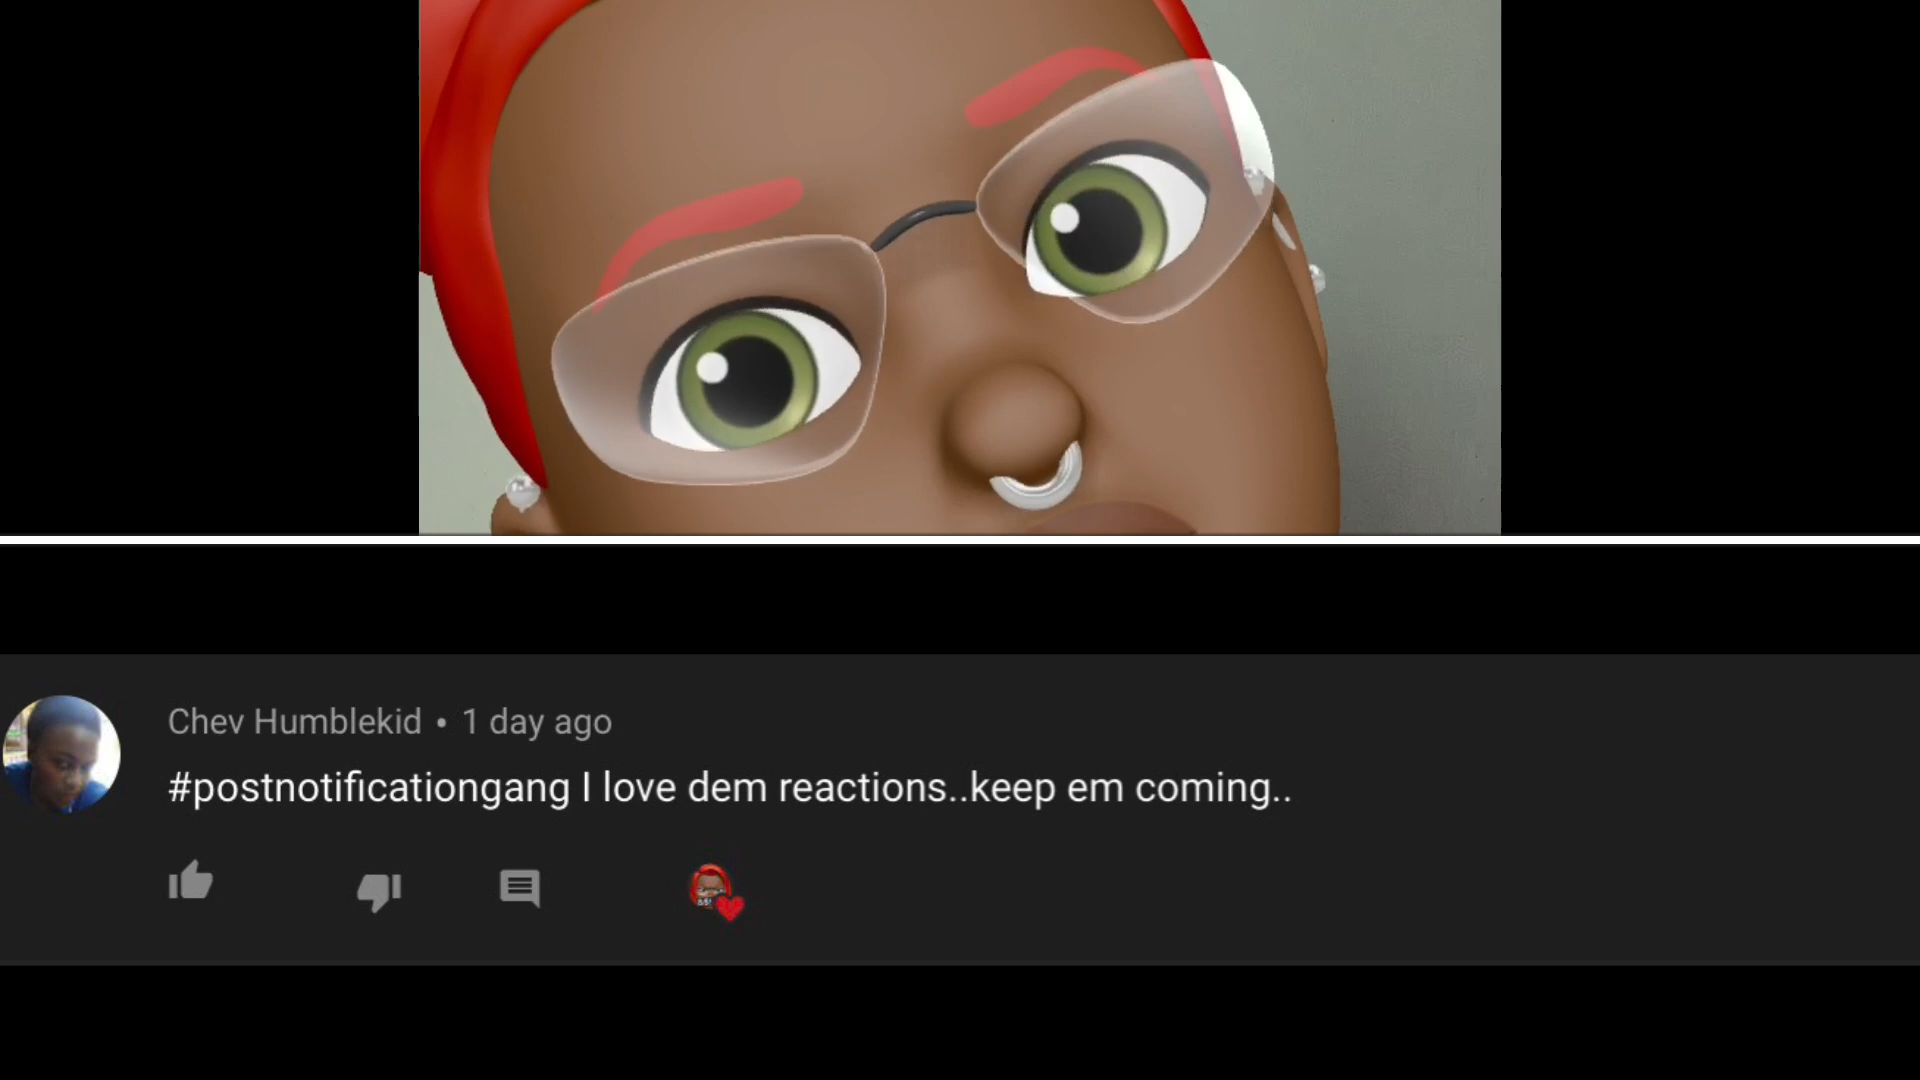 Chev Humblekid • 1 day ago
#postnotificationgang I love dem reactions..keep em coming..